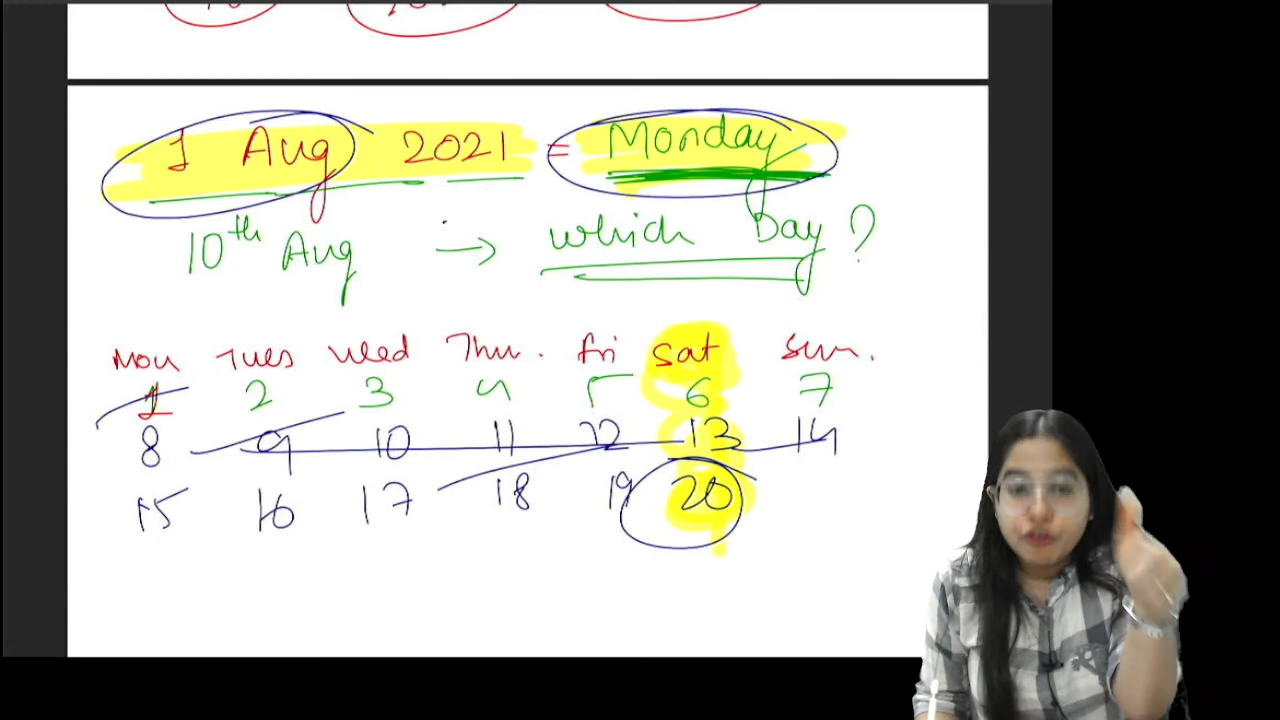 1 Aug 2021 = Monday
10th Aug → which Day?
Mon Tues Wed Thu. Fri Sat Sun.
1 2 3 4 5 6 7
8 9 10 11 12 13 14
15 16 17 18 19 20